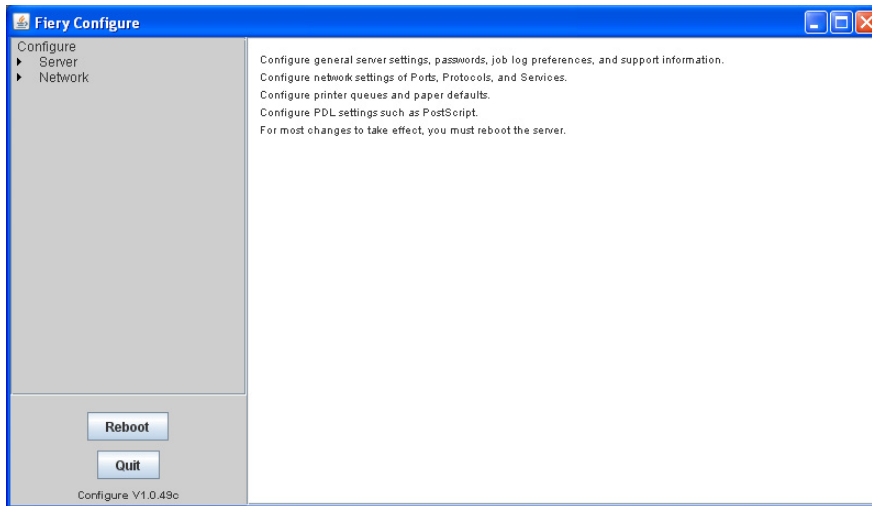 Fiery Configure
Configure
Server
Network
Configure general server settings, passwords, job log preferences, and support information.
Configure network settings of Ports, Protocols, and Services.
Configure printer queues and paper defaults.
Configure PDL settings such as PostScript.
For most changes to take effect, you must reboot the server.
Reboot
Quit
Configure V1.0.49c